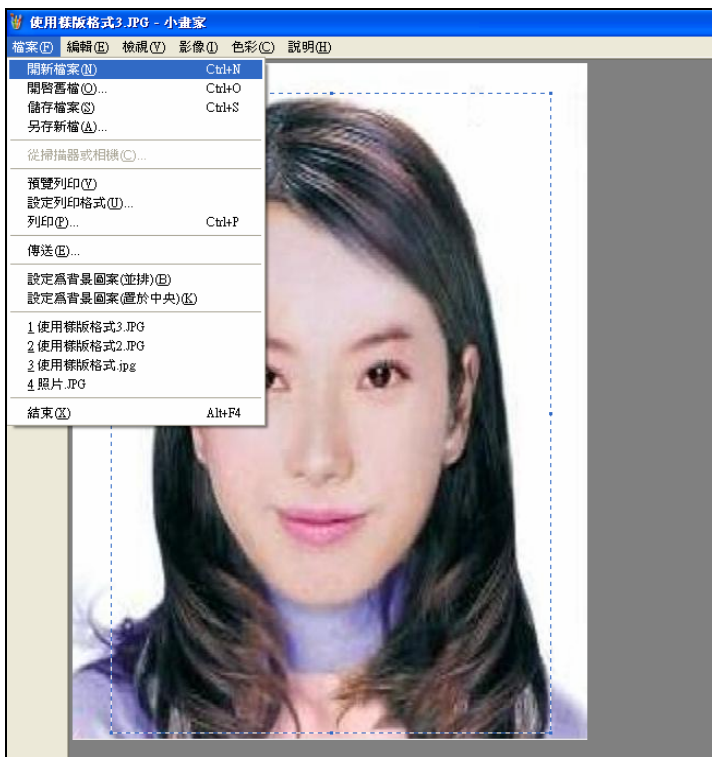 使用樣版格式3.JPG - 小畫家
檔案(F) 編輯(E) 檢視(V) 影像(I) 色彩(C) 說明(H)
開新檔案(N) Ctrl+N
開啓舊檔(O)... Ctrl+O
儲存檔案(S) Ctrl+S
另存新檔(A)...
從掃描器或相機(C)...
預覽列印(V)
設定列印格式(U)...
列印(P)... Ctrl+P
傳送(E)...
設定爲背景圖案(並排)(B)
設定爲背景圖案(置於中央)(K)
1 使用樣版格式3.JPG
2 使用樣版格式2.JPG
3 使用樣版格式.jpg
4 照片.JPG
結束(X) Alt+F4